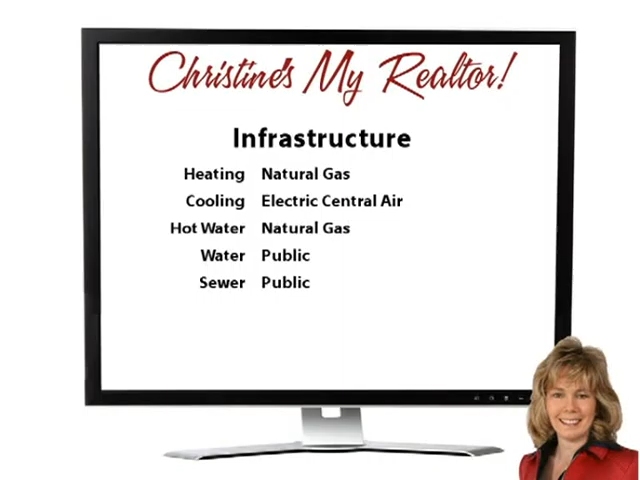 Christine's My Realtor!
Infrastructure
Heating Natural Gas
Cooling Electric Central Air
Hot Water Natural Gas
Water Public
Sewer Public